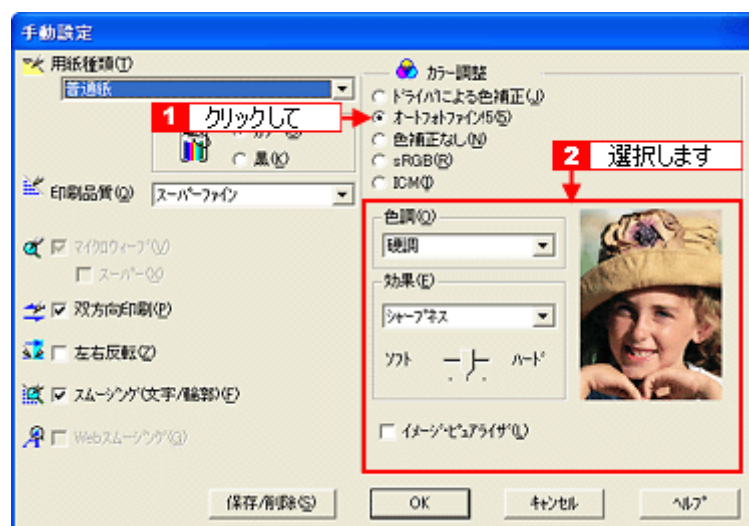 手動設定
用紙種類(T)
普通紙
1 クリックして
黒(K)
印刷品質(Q) スーパーファイン
マイクロウィーブ(V)
スーパー(X)
双方向印刷(P)
左右反転(Z)
スムージング(文字/輪郭)(F)
Webスムージング(G)
カラー調整
ドライバによる色補正(J)
オートフォトファイン!5(5)
色補正なし(N)
sRGB(R)
ICM(I)
2 選択します
色調(O)
硬調
効果(E)
シャープネス
ソフト ハード
イメージ・ピュアライザ(L)
保存/削除(S) OK キャンセル ヘルプ